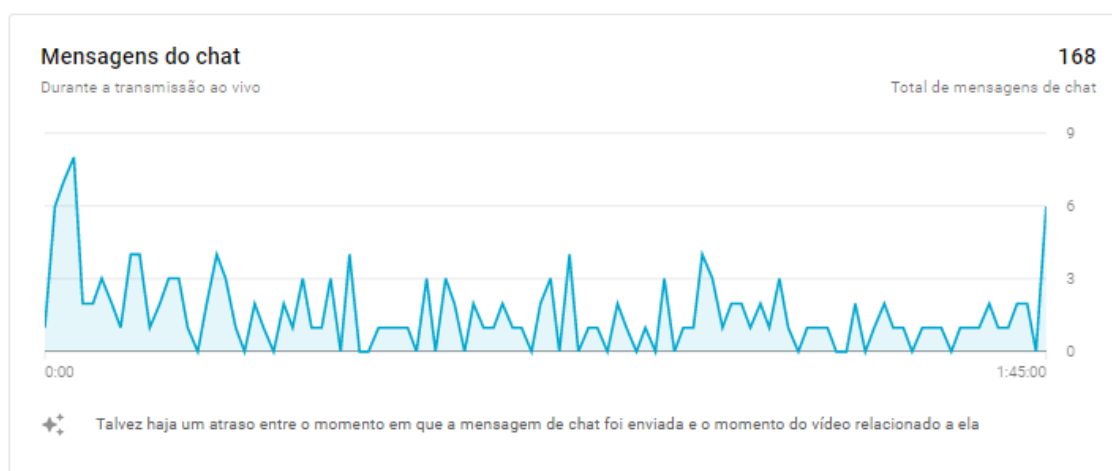 Mensagens do chat
168
Durante a transmissão ao vivo
Total de mensagens de chat
9
6
3
0
0:00
1:45:00
Talvez haja um atraso entre o momento em que a mensagem de chat foi enviada e o momento do vídeo relacionado a ela